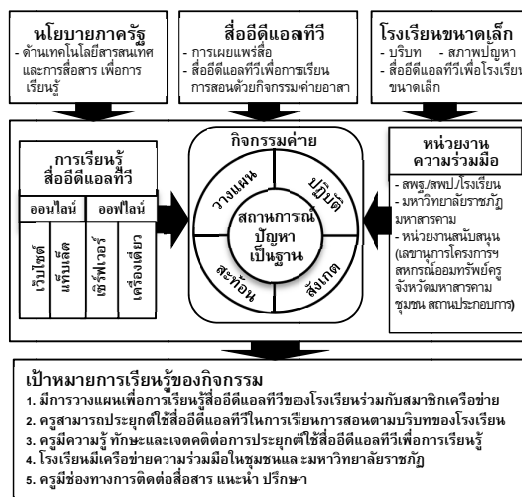 นโยบายภาครัฐ
- ด้านเทคโนโลยีสารสนเทศ
และการสื่อสาร เพื่อการ
เรียนรู้
สื่ออีดีแอลทีวี
- การเผยแพร่สื่อ
- สื่ออีดีแอลทีวีเพื่อการเรียน
การสอนด้วยกิจกรรมค่ายอาสา
โรงเรียนขนาดเล็ก
- บริบท - สภาพปัญหา
- สื่ออีดีแอลทีวีเพื่อโรงเรียน
ขนาดเล็ก
การเรียนรู้
สื่ออีดีแอลทีวี
ออนไลน์
ออฟไลน์
เว็บไซต์
แท็บเล็ต
เซิร์ฟเวอร์
เครื่องเดี่ยว
กิจกรรมค่าย
วางแผน
ปฏิบัติ
สถานการณ์
ปัญหา
เป็นฐาน
สะท้อน
สังเกต
หน่วยงาน
ความร่วมมือ
- สพฐ./สพป./โรงเรียน
- มหาวิทยาลัยราชภัฏ
มหาสารคาม
- หน่วยงานสนับสนุน
(เลขานุการโครงการฯ
สหกรณ์ออมทรัพย์ครู
จังหวัดมหาสารคาม
ชุมชน สถานประกอบการ)
เป้าหมายการเรียนรู้ของกิจกรรม
1. มีการวางแผนเพื่อการเรียนรู้สื่ออีดีแอลทีวีของโรงเรียนร่วมกับสมาชิกเครือข่าย
2. ครูสามารถประยุกต์ใช้สื่ออีดีแอลทีวีในการเรียนการสอนตามบริบทของโรงเรียน
3. ครูมีความรู้ ทักษะและเจตคติต่อการประยุกต์ใช้สื่ออีดีแอลทีวีเพื่อการเรียนรู้
4. โรงเรียนมีเครือข่ายความร่วมมือในชุมชนและมหาวิทยาลัยราชภัฏ
5. ครูมีช่องทางการติดต่อสื่อสาร แนะนำ ปรึกษา